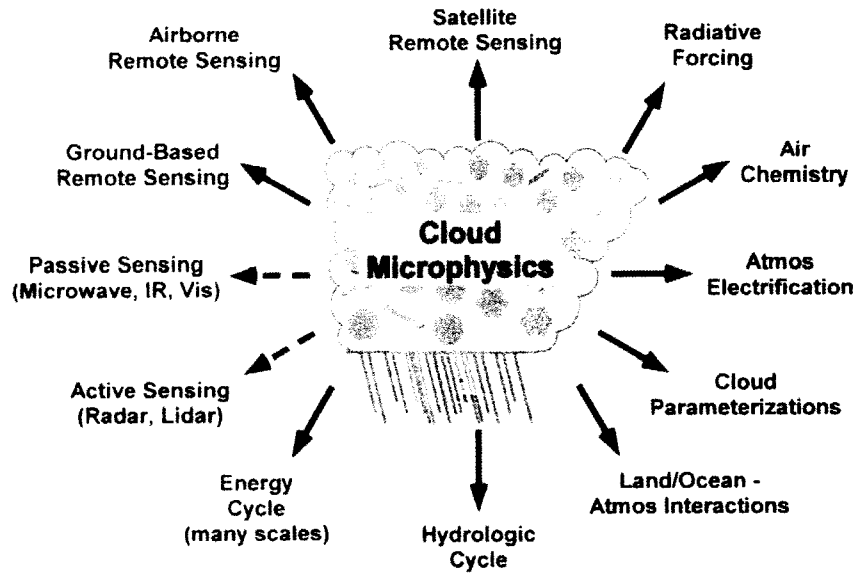 Satellite
Remote Sensing
Airborne
Remote Sensing
Radiative
Forcing
Ground-Based
Remote Sensing
Air
Chemistry
Cloud
Microphysics
Passive Sensing
(Microwave, IR, Vis)
Atmos
Electrification
Active Sensing
(Radar, Lidar)
Cloud
Parameterizations
Energy
Cycle
(many scales)
Land/Ocean -
Atmos Interactions
Hydrologic
Cycle